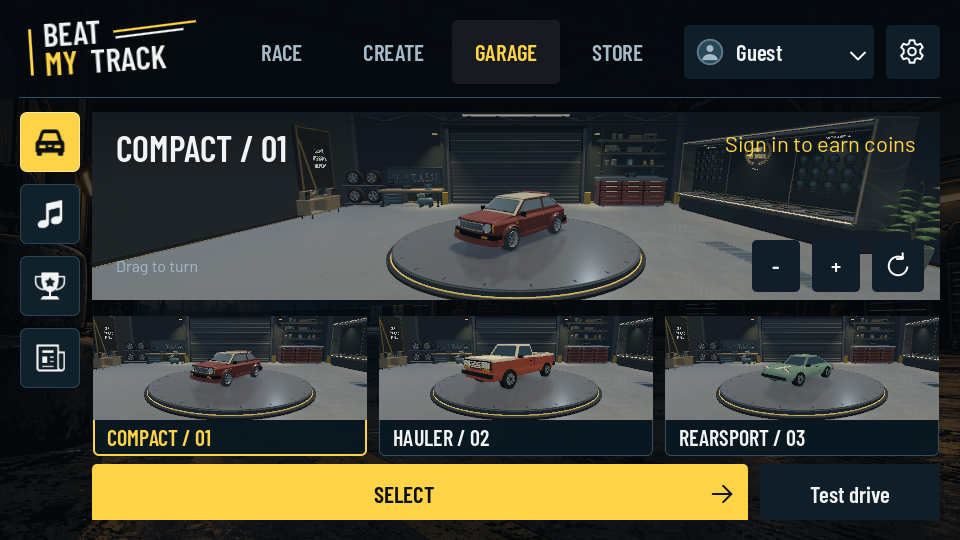 BEAT
MY TRACK
RACE
CREATE
GARAGE
STORE
Guest
COMPACT / 01
Sign in to earn coins
Drag to turn
-
+
COMPACT / 01
HAULER / 02
REARSPORT / 03
SELECT
Test drive